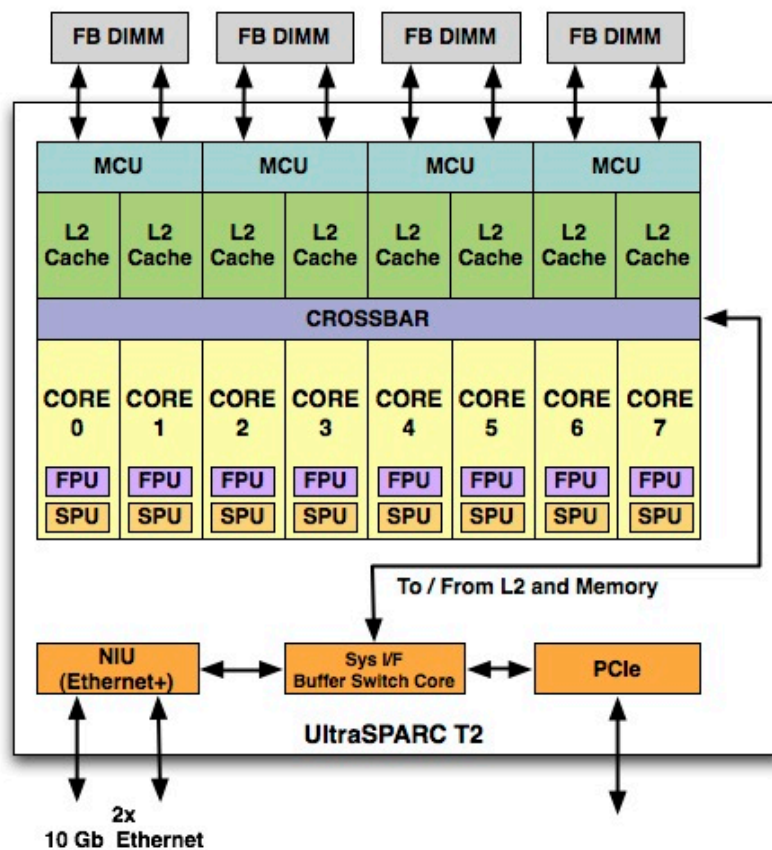 FB DIMM FB DIMM FB DIMM FB DIMM
MCU MCU MCU MCU
L2 L2 L2 L2 L2 L2 L2 L2
Cache Cache Cache Cache Cache Cache Cache Cache
CROSSBAR
CORE CORE CORE CORE CORE CORE CORE CORE
0 1 2 3 4 5 6 7
FPU FPU FPU FPU FPU FPU FPU FPU
SPU SPU SPU SPU SPU SPU SPU SPU
To / From L2 and Memory
NIU
(Ethernet+)
Sys I/F
Buffer Switch Core
PCIe
UltraSPARC T2
2x
10 Gb Ethernet